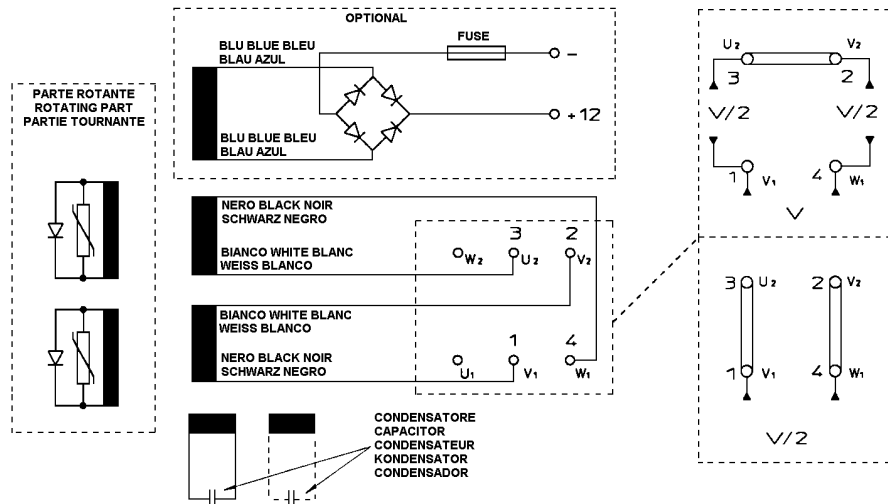 OPTIONAL
BLU BLUE BLEU
BLAU AZUL
FUSE
−
+12
BLU BLUE BLEU
BLAU AZUL
PARTE ROTANTE
ROTATING PART
PARTIE TOURNANTE
NERO BLACK NOIR
SCHWARZ NEGRO
BIANCO WHITE BLANC
WEISS BLANCO
3 2
W2 U2 V2
BIANCO WHITE BLANC
WEISS BLANCO
NERO BLACK NOIR
SCHWARZ NEGRO
1 4
U1 V1 W1
CONDENSATORE
CAPACITOR
CONDENSATEUR
KONDENSATOR
CONDENSADOR
U2 V2
3 2
V/2 V/2
1 V1 4 W1
V
3 U2 2 V2
1 V1 4 W1
V/2